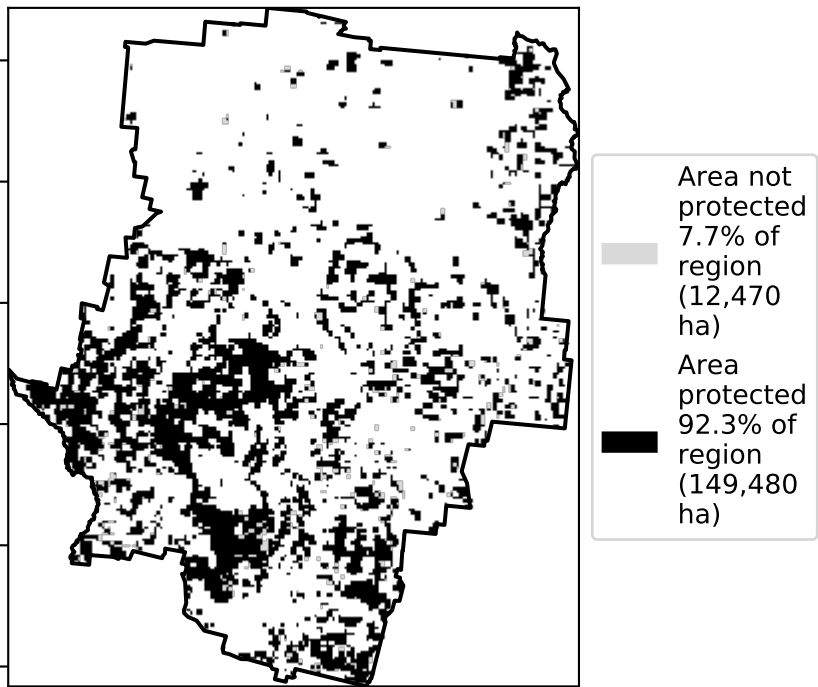 Area not
protected
7.7% of
region
(12,470
ha)
Area
protected
92.3% of
region
(149,480
ha)